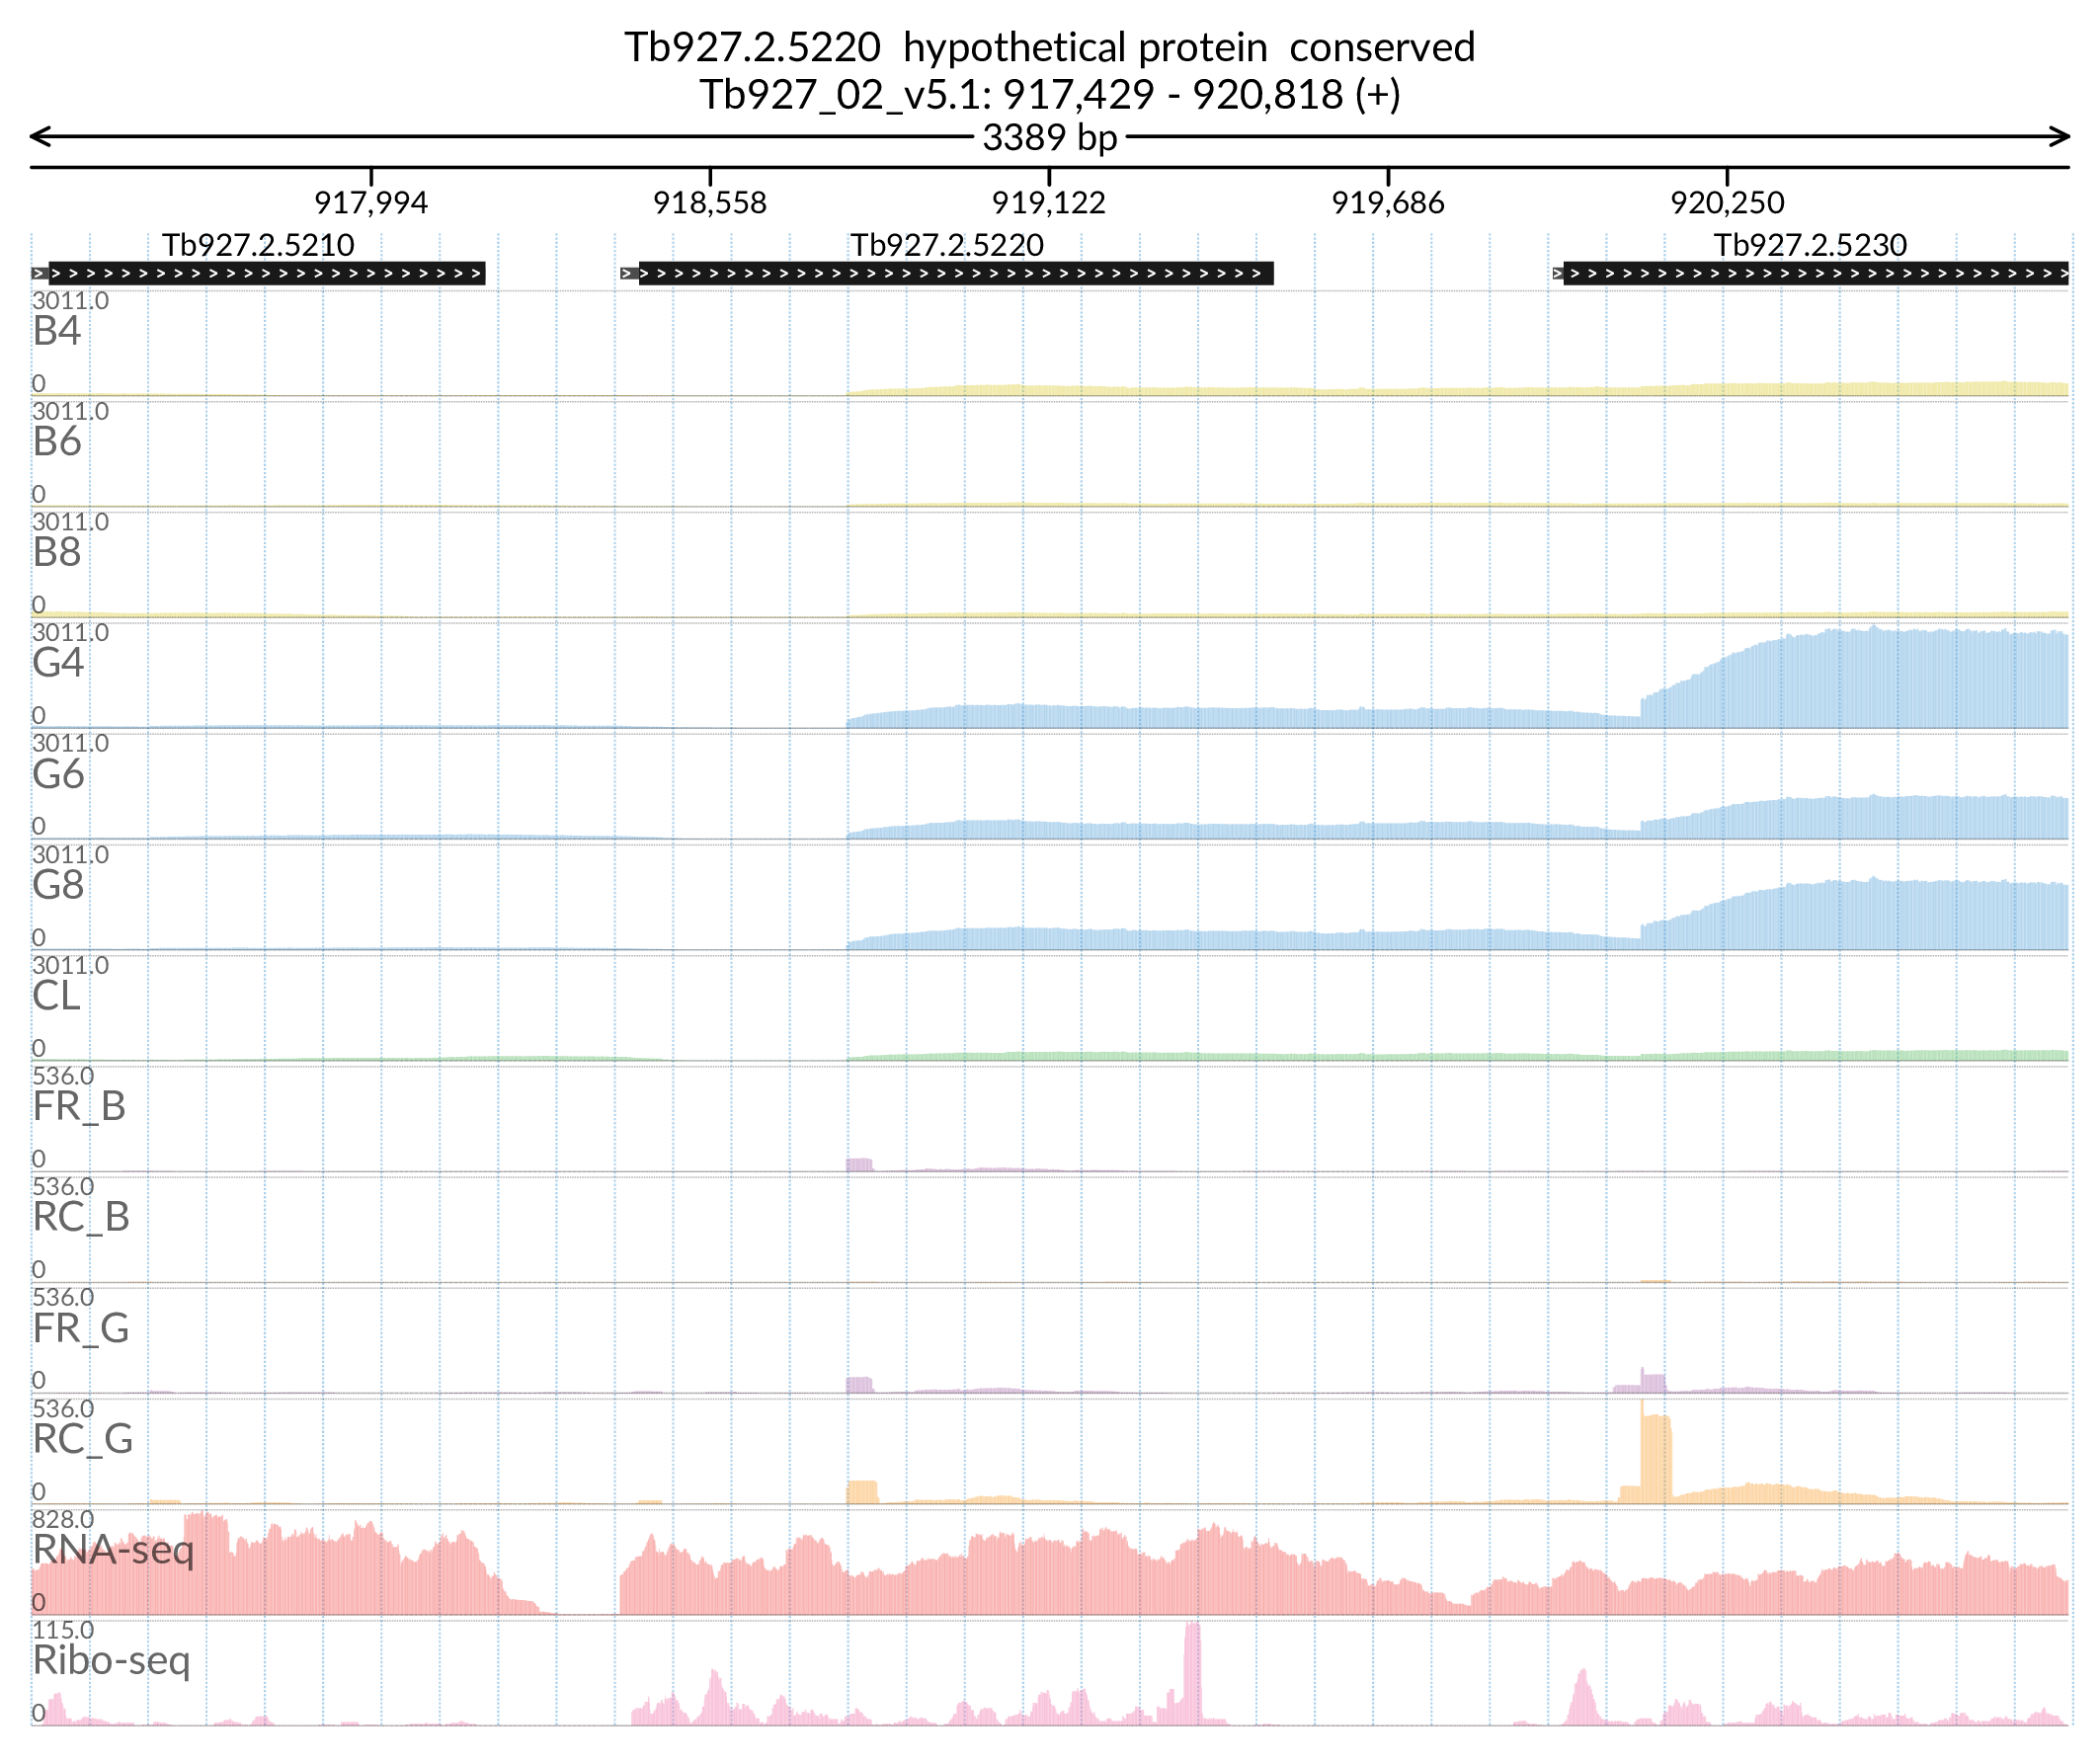 Tb927.2.5220  hypothetical protein  conserved
Tb927_02_v5.1: 917,429 - 920,818 (+)
3389 bp
917,994 918,558 919,122 919,686 920,250
Tb927.2.5210 Tb927.2.5220 Tb927.2.5230
3011.0
B4
0
3011.0
B6
0
3011.0
B8
0
3011.0
G4
0
3011.0
G6
0
3011.0
G8
0
3011.0
CL
0
536.0
FR_B
0
536.0
RC_B
0
536.0
FR_G
0
536.0
RC_G
0
828.0
RNA-seq
0
115.0
Ribo-seq
0